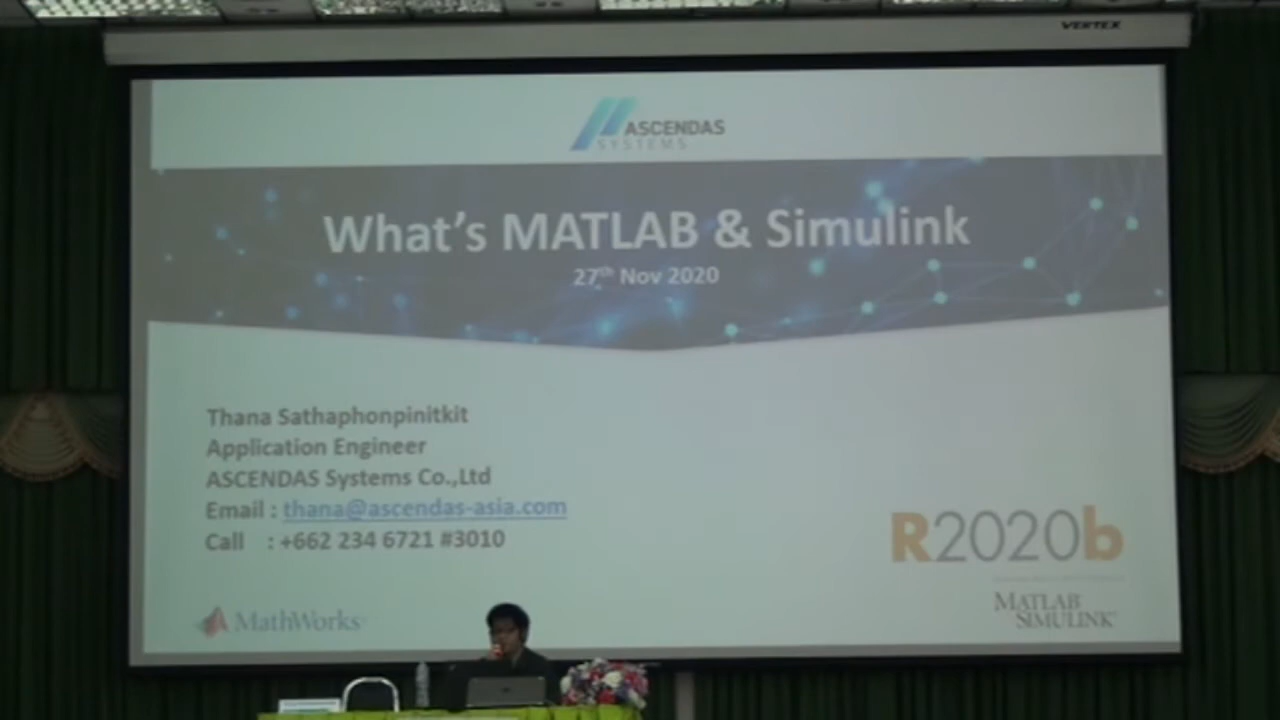 VERTEX
ASCENDAS
SYSTEMS
What's MATLAB & Simulink
27th Nov 2020
Thana Sathaphonpinitkit
Application Engineer
ASCENDAS Systems Co.,Ltd
Email : thana@ascendas-asia.com
Call : +662 234 6721 #3010
R2020b
MathWorks
MATLAB
SIMULINK